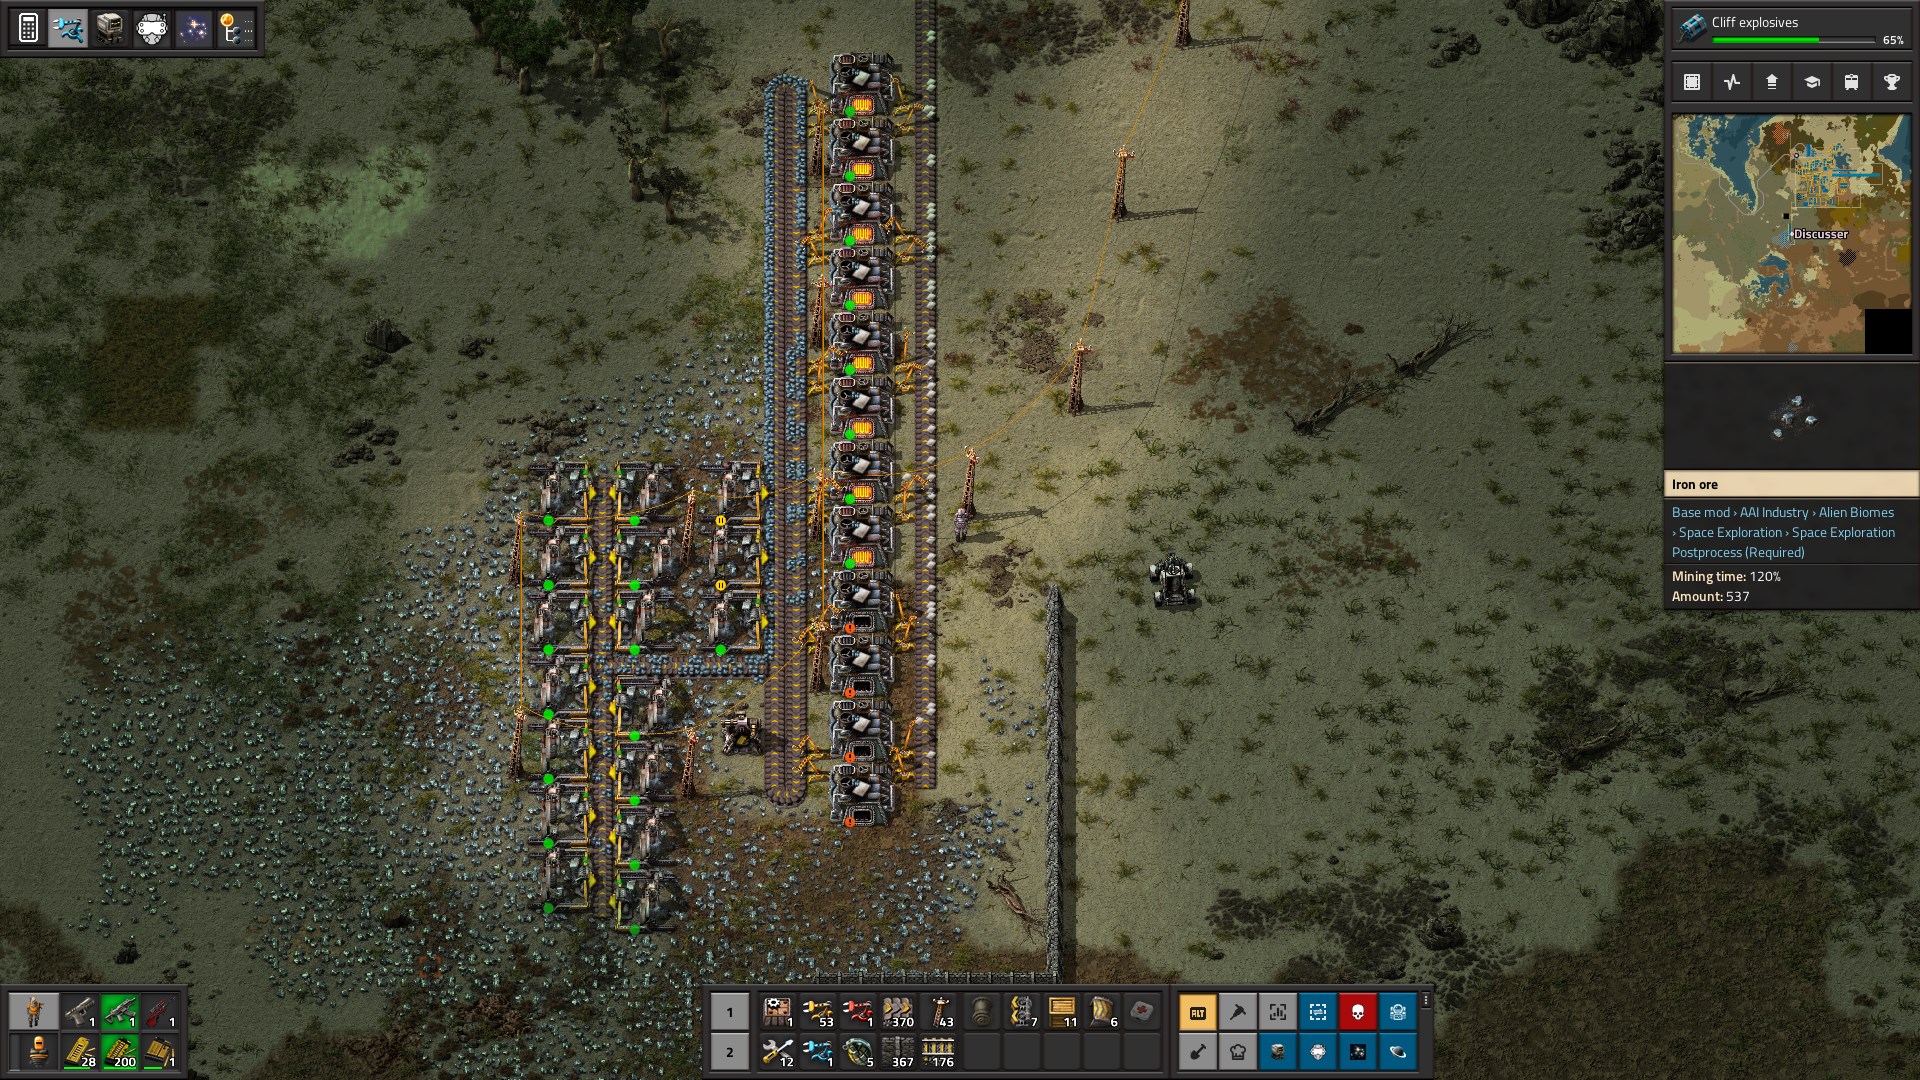 Cliff explosives
65%
Discusser
Iron ore
Base mod › AAI Industry › Alien Biomes
› Space Exploration › Space Exploration
Postprocess (Required)
Mining time: 120%
Amount: 537
1 1 1
28 200 1
1 1 53 1 370 43 7 11 6
2 12 1 5 367 176
ALT